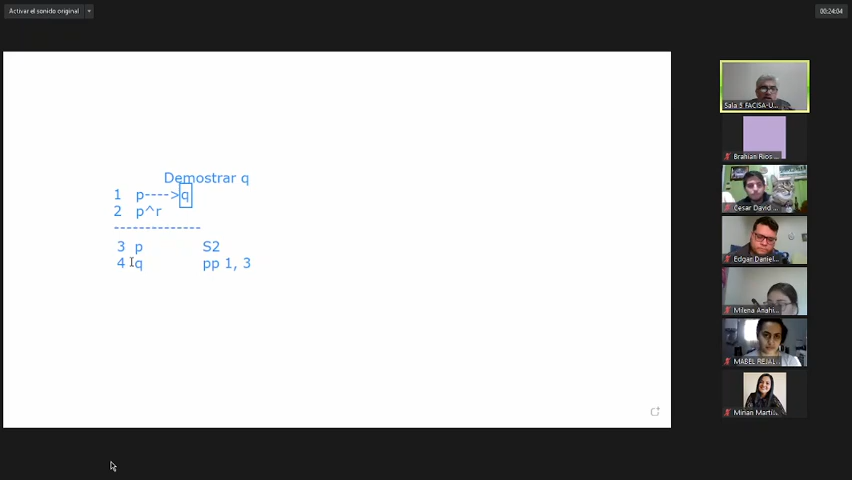 Activar el sonido original
00:24:04
Demostrar q
1 p---->q
2 p^r
--------------
3 p S2
4 q pp 1, 3
Sala 5 FACISA-U...
Brahian Rios...
Cesar David...
Edgar Daniel...
Milena Anahi...
MABEL REJAL...
Mirian Marti...